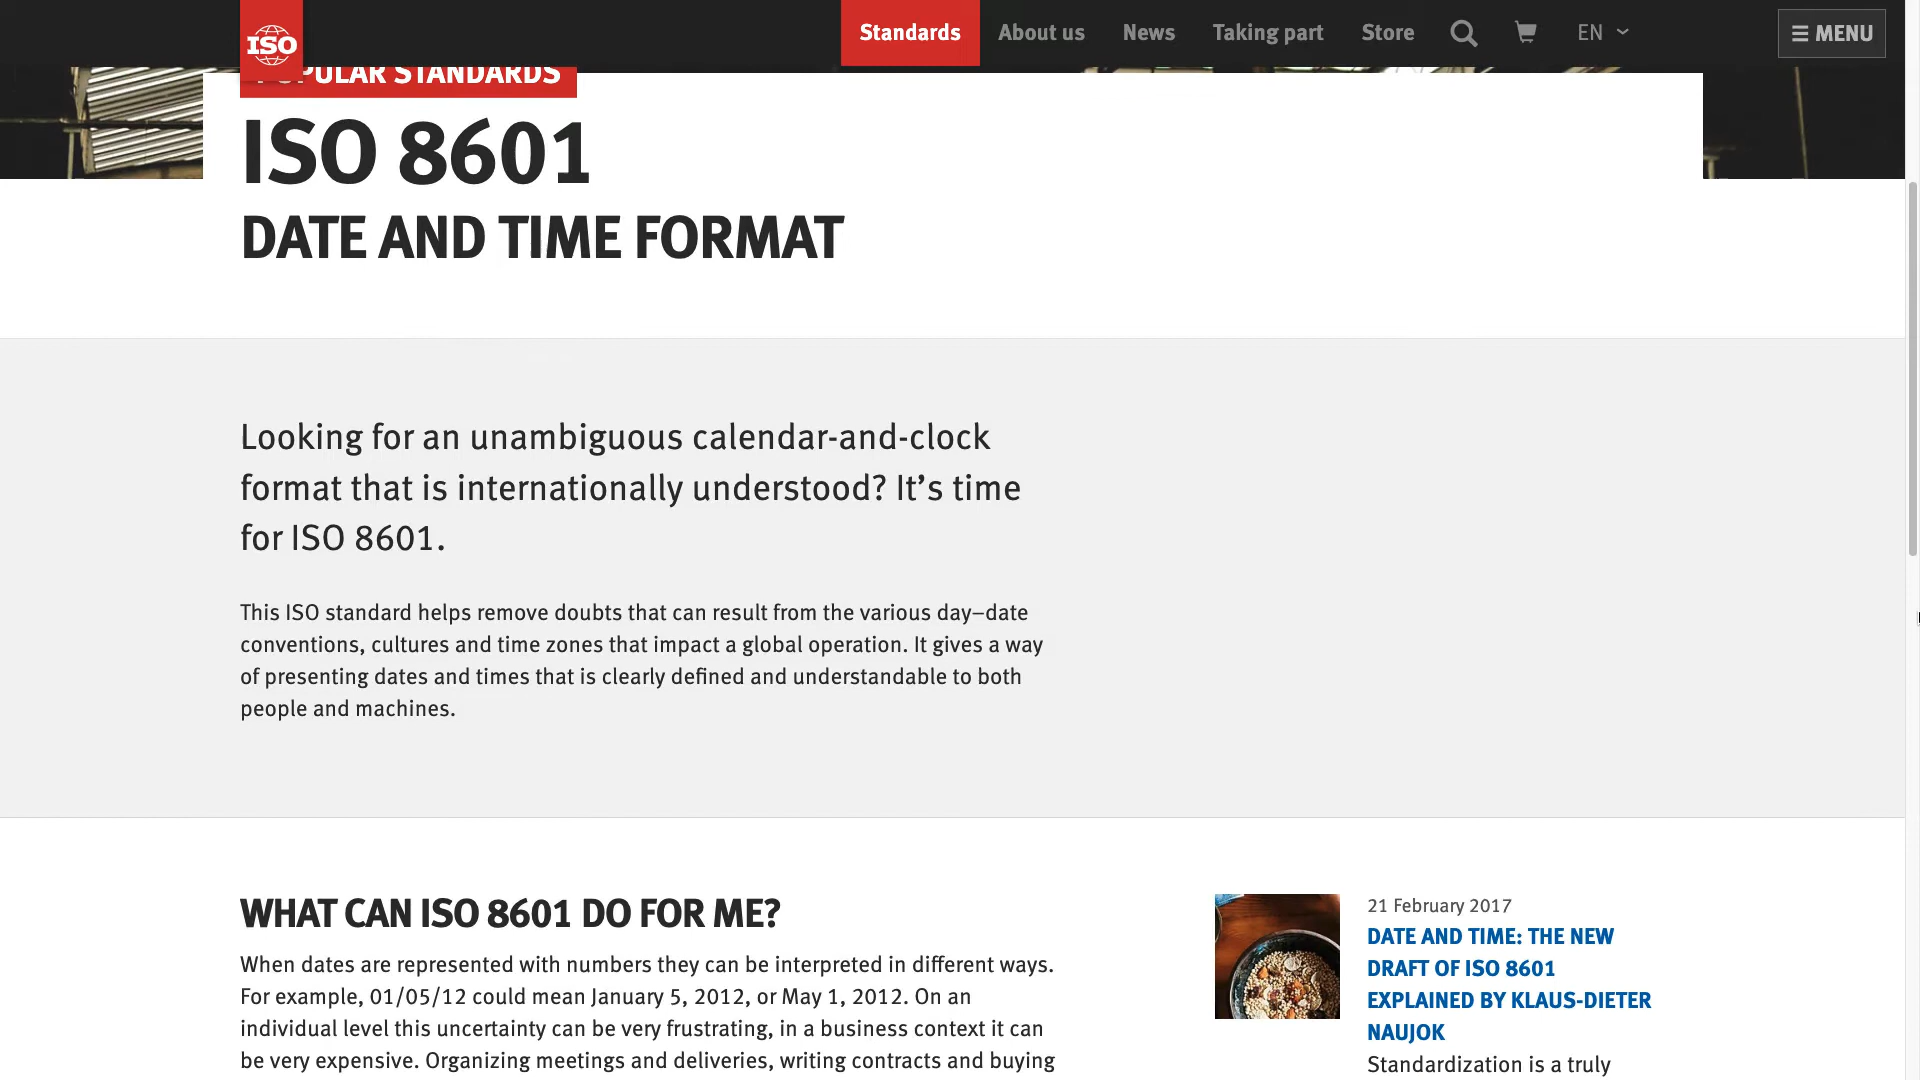 ISO
Standards
About us
News
Taking part
Store
EN
MENU
POPULAR STANDARDS
ISO 8601
DATE AND TIME FORMAT
Looking for an unambiguous calendar-and-clock
format that is internationally understood? It’s time
for ISO 8601.
This ISO standard helps remove doubts that can result from the various day–date
conventions, cultures and time zones that impact a global operation. It gives a way
of presenting dates and times that is clearly defined and understandable to both
people and machines.
WHAT CAN ISO 8601 DO FOR ME?
When dates are represented with numbers they can be interpreted in different ways.
For example, 01/05/12 could mean January 5, 2012, or May 1, 2012. On an
individual level this uncertainty can be very frustrating, in a business context it can
be very expensive. Organizing meetings and deliveries, writing contracts and buying
21 February 2017
DATE AND TIME: THE NEW
DRAFT OF ISO 8601
EXPLAINED BY KLAUS-DIETER
NAUJOK
Standardization is a truly